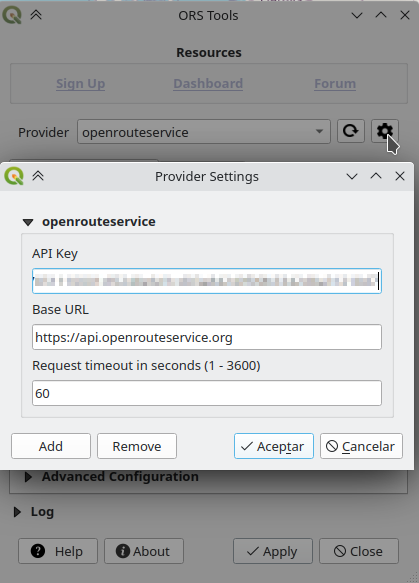 ORS Tools
Resources
Sign Up Dashboard Forum
Provider openrouteservice
Provider Settings
openrouteservice
API Key
Base URL
https://api.openrouteservice.org
Request timeout in seconds (1 - 3600)
60
Add Remove Aceptar Cancelar
Advanced Configuration
Log
Help About Apply Close